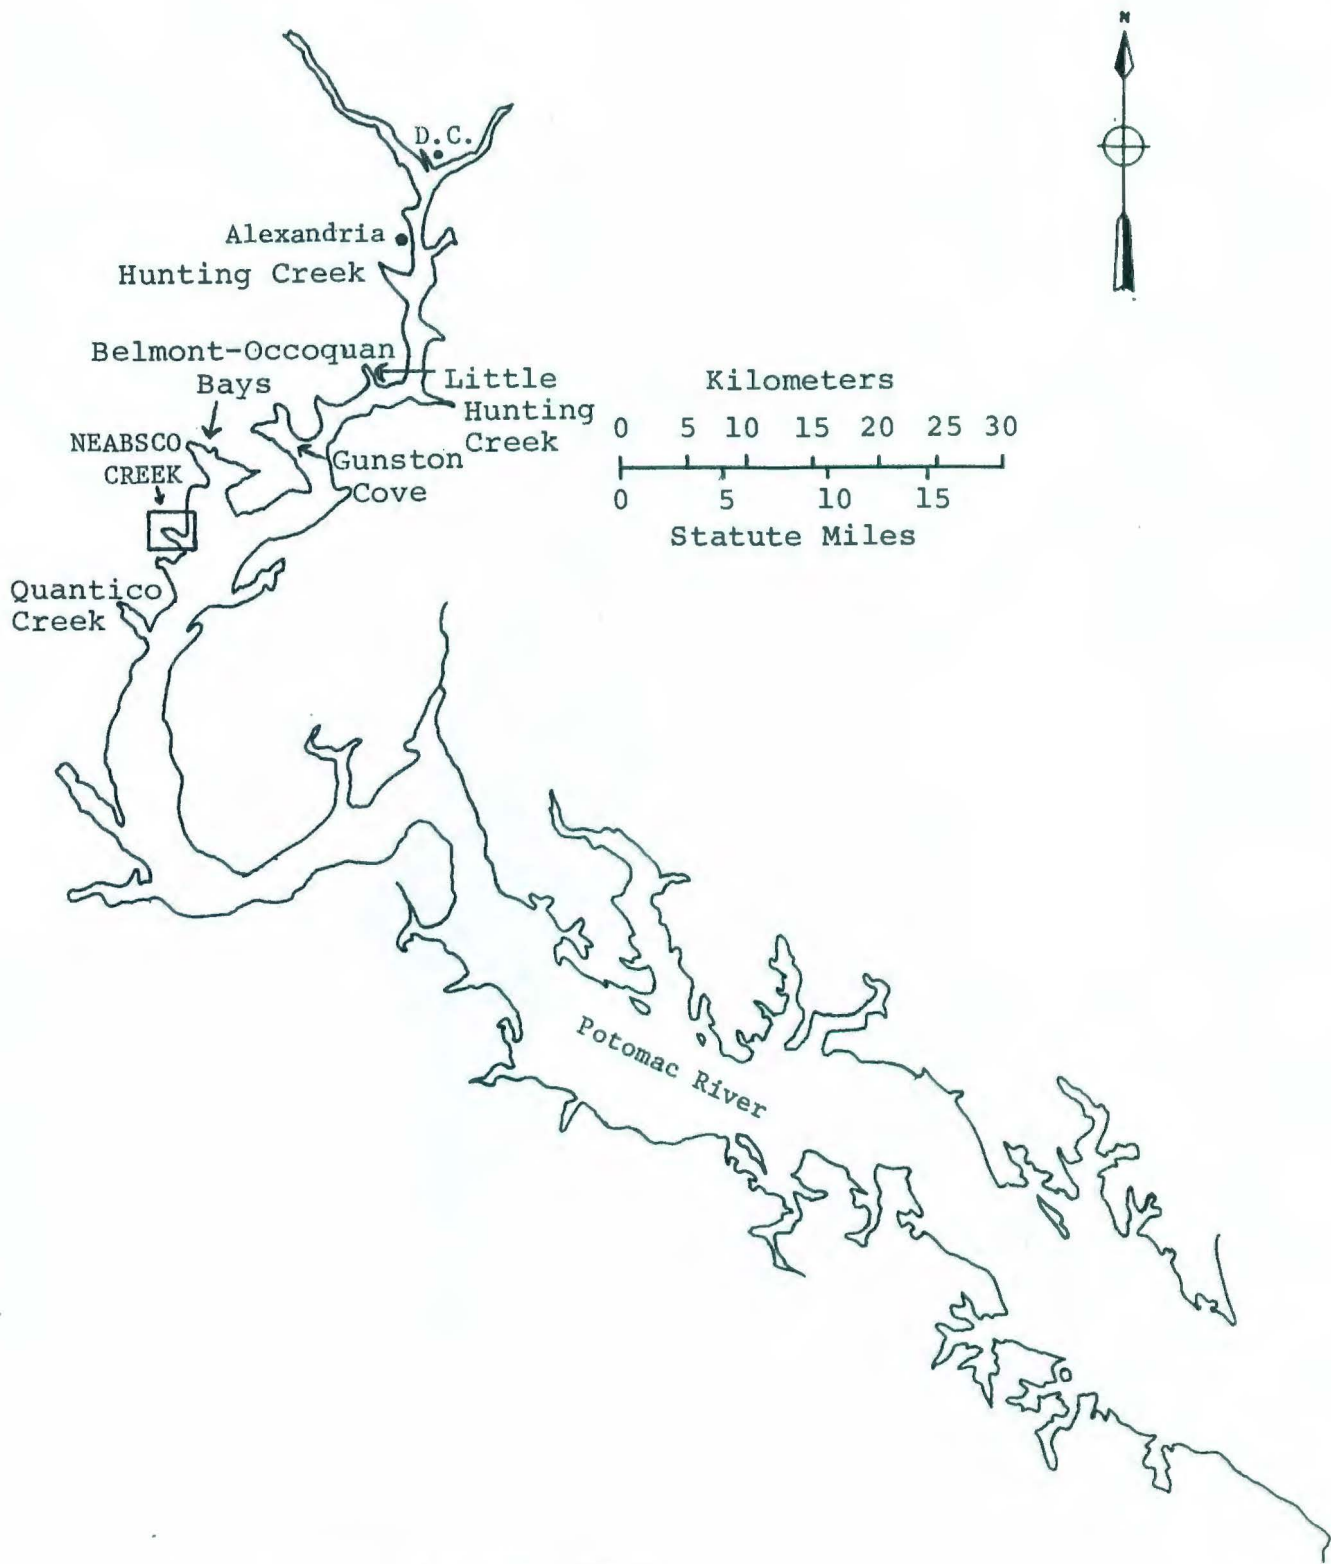 N
D.C.
Alexandria
Hunting Creek
Belmont-Occoquan
Bays
Little
Hunting
Creek
Kilometers
0 5 10 15 20 25 30
0 5 10 15
Statute Miles
NEABSCO
CREEK
Gunston
Cove
Quantico
Creek
Potomac River